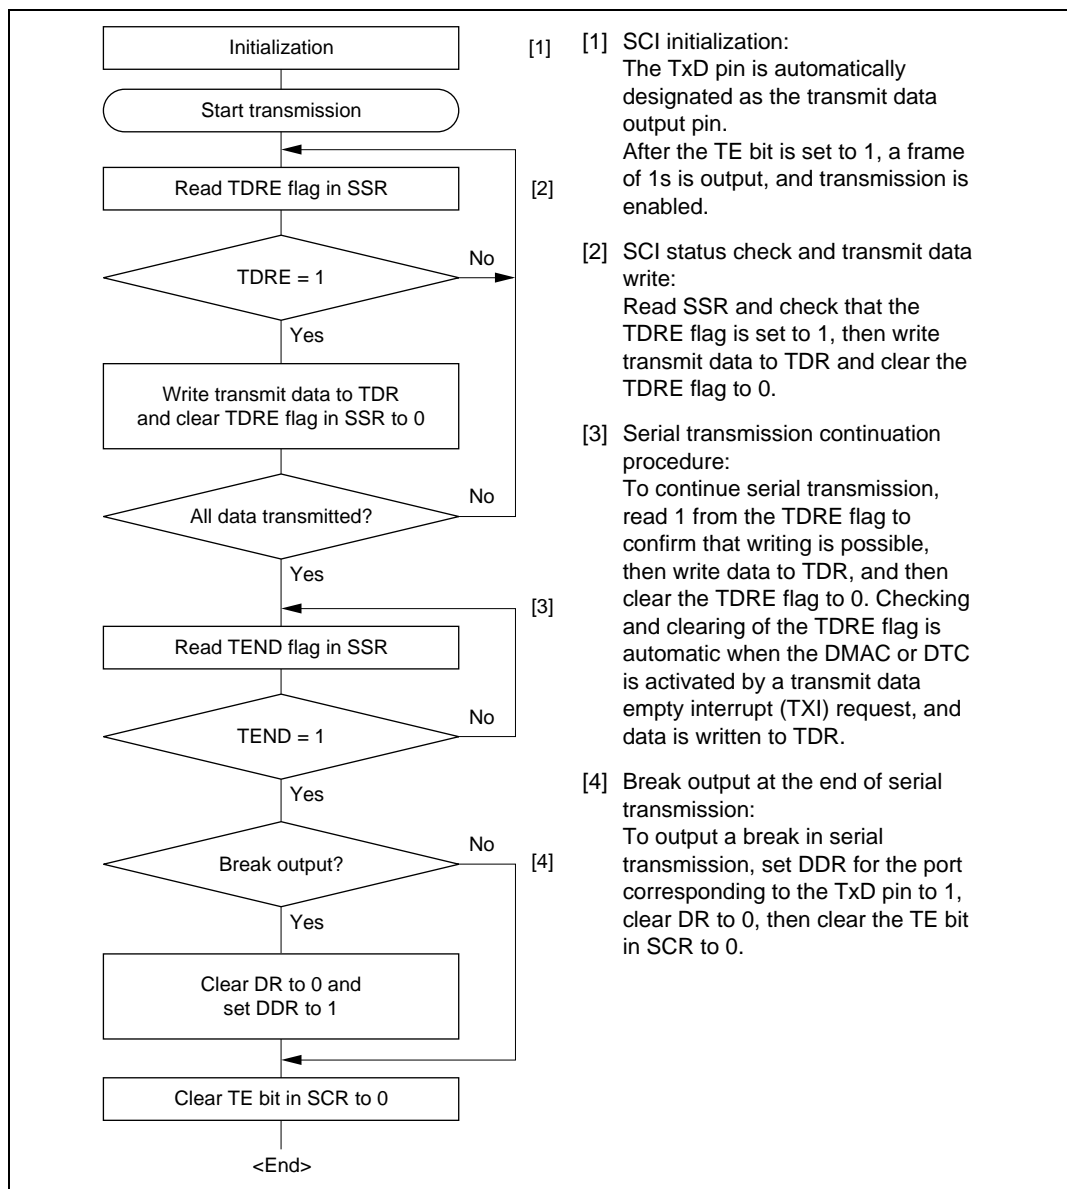 Initialization
[1]
Start transmission
Read TDRE flag in SSR
[2]
TDRE = 1
No
Yes
Write transmit data to TDR
and clear TDRE flag in SSR to 0
All data transmitted?
No
Yes
[3]
Read TEND flag in SSR
TEND = 1
No
Yes
Break output?
No
[4]
Yes
Clear DR to 0 and
set DDR to 1
Clear TE bit in SCR to 0
<End>
[1] SCI initialization:
The TxD pin is automatically
designated as the transmit data
output pin.
After the TE bit is set to 1, a frame
of 1s is output, and transmission is
enabled.
[2] SCI status check and transmit data
write:
Read SSR and check that the
TDRE flag is set to 1, then write
transmit data to TDR and clear the
TDRE flag to 0.
[3] Serial transmission continuation
procedure:
To continue serial transmission,
read 1 from the TDRE flag to
confirm that writing is possible,
then write data to TDR, and then
clear the TDRE flag to 0. Checking
and clearing of the TDRE flag is
automatic when the DMAC or DTC
is activated by a transmit data
empty interrupt (TXI) request, and
data is written to TDR.
[4] Break output at the end of serial
transmission:
To output a break in serial
transmission, set DDR for the port
corresponding to the TxD pin to 1,
clear DR to 0, then clear the TE bit
in SCR to 0.